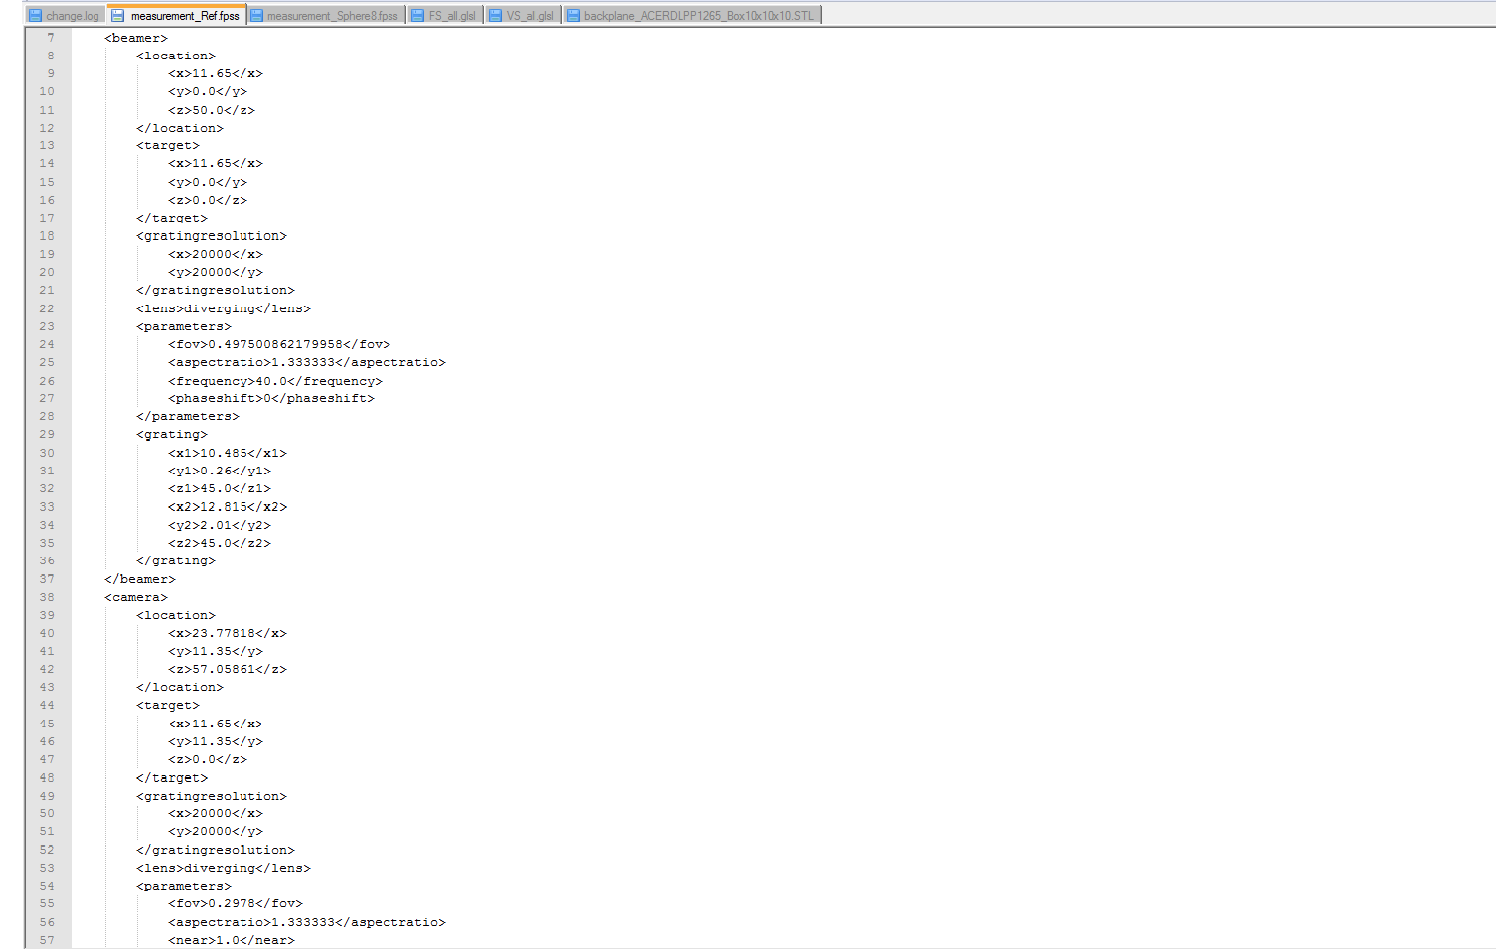 change.log measurement_Ref.fpss measurement_Sphere8.fpss FS_all.glsl VS_al.glsl backplane_ACERDLPP1265_Box10x10x10.STL
7 <beamer>
8 <location>
9 <x>11.65</x>
10 <y>0.0</y>
11 <z>50.0</z>
12 </location>
13 <target>
14 <x>11.65</x>
15 <y>0.0</y>
16 <z>0.0</z>
17 </target>
18 <gratingresolution>
19 <x>20000</x>
20 <y>20000</y>
21 </gratingresolution>
22 <lens>diverging</lens>
23 <parameters>
24 <fov>0.497500862179958</fov>
25 <aspectratio>1.333333</aspectratio>
26 <frequency>40.0</frequency>
27 <phaseshift>0</phaseshift>
28 </parameters>
29 <grating>
30 <x1>10.485</x1>
31 <y1>0.26</y1>
32 <z1>45.0</z1>
33 <x2>12.815</x2>
34 <y2>2.01</y2>
35 <z2>45.0</z2>
36 </grating>
37 </beamer>
38 <camera>
39 <location>
40 <x>23.77818</x>
41 <y>11.35</y>
42 <z>57.05861</z>
43 </location>
44 <target>
45 <x>11.65</x>
46 <y>11.35</y>
47 <z>0.0</z>
48 </target>
49 <gratingresolution>
50 <x>20000</x>
51 <y>20000</y>
52 </gratingresolution>
53 <lens>diverging</lens>
54 <parameters>
55 <fov>0.2978</fov>
56 <aspectratio>1.333333</aspectratio>
57 <near>1.0</near>